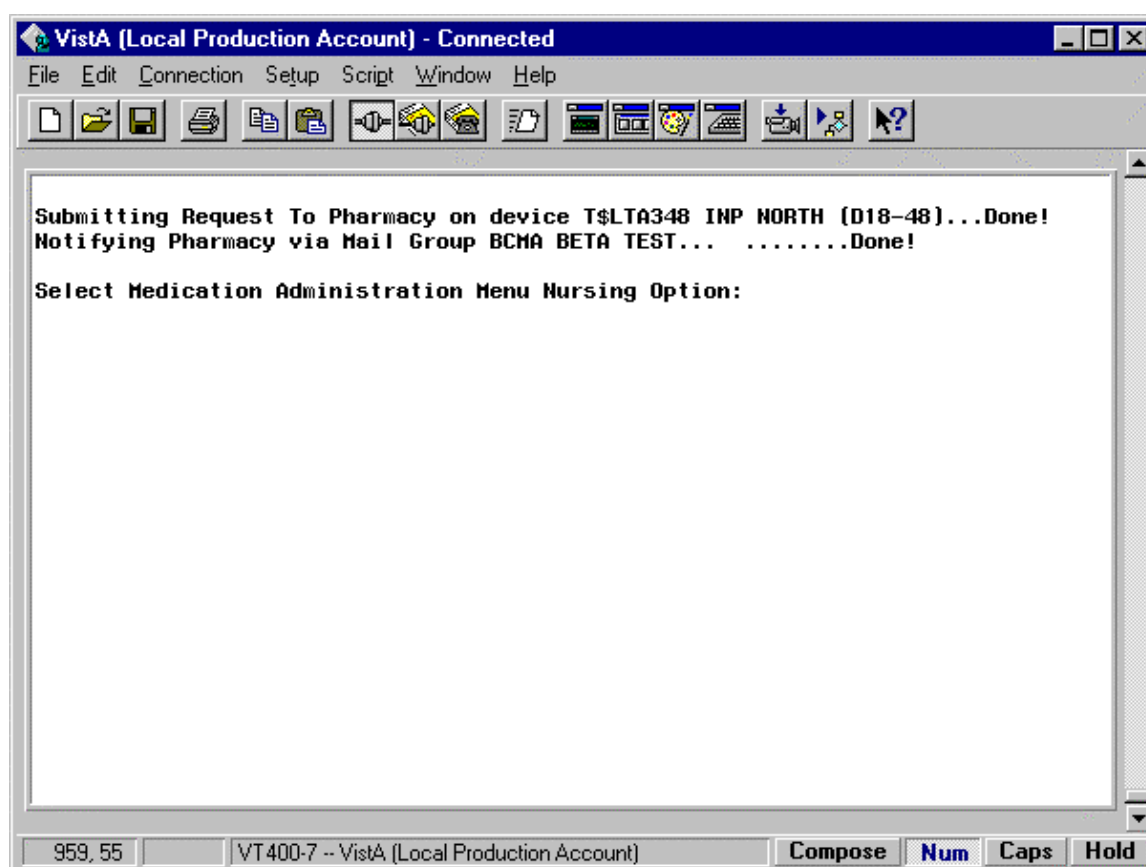 VistA (Local Production Account) - Connected
File Edit Connection Setup Script Window Help
Submitting Request To Pharmacy on device T$LTA348 INP NORTH (D18-48)...Done!
Notifying Pharmacy via Mail Group BCMA BETA TEST... ........Done!
Select Medication Administration Menu Nursing Option:
959, 55 VT400-7 -- VistA (Local Production Account) Compose Num Caps Hold